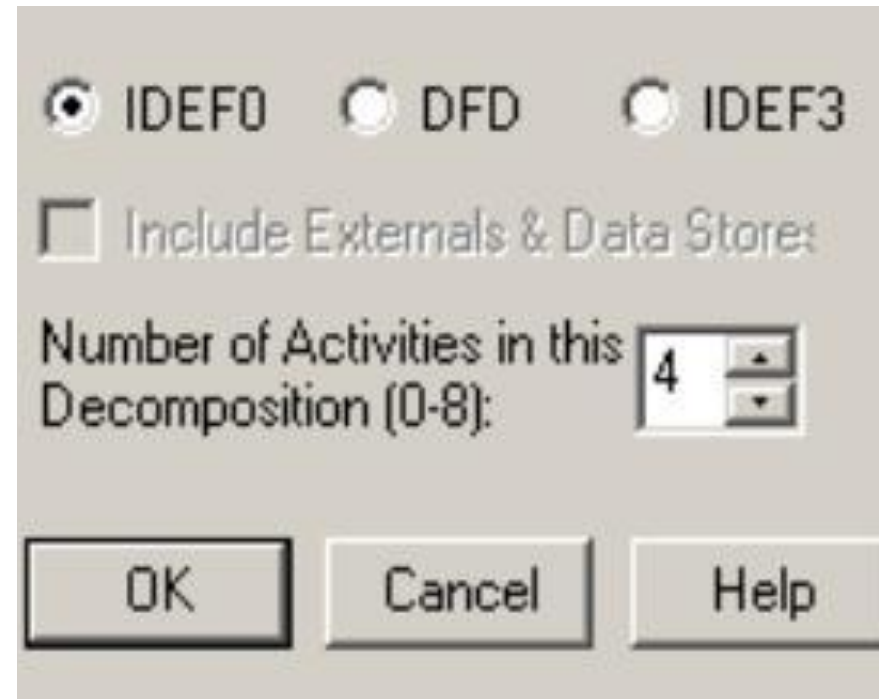 IDEF0 DFD IDEF3
Include Externals & Data Stores
Number of Activities in this
Decomposition (0-8):
4
OK Cancel Help